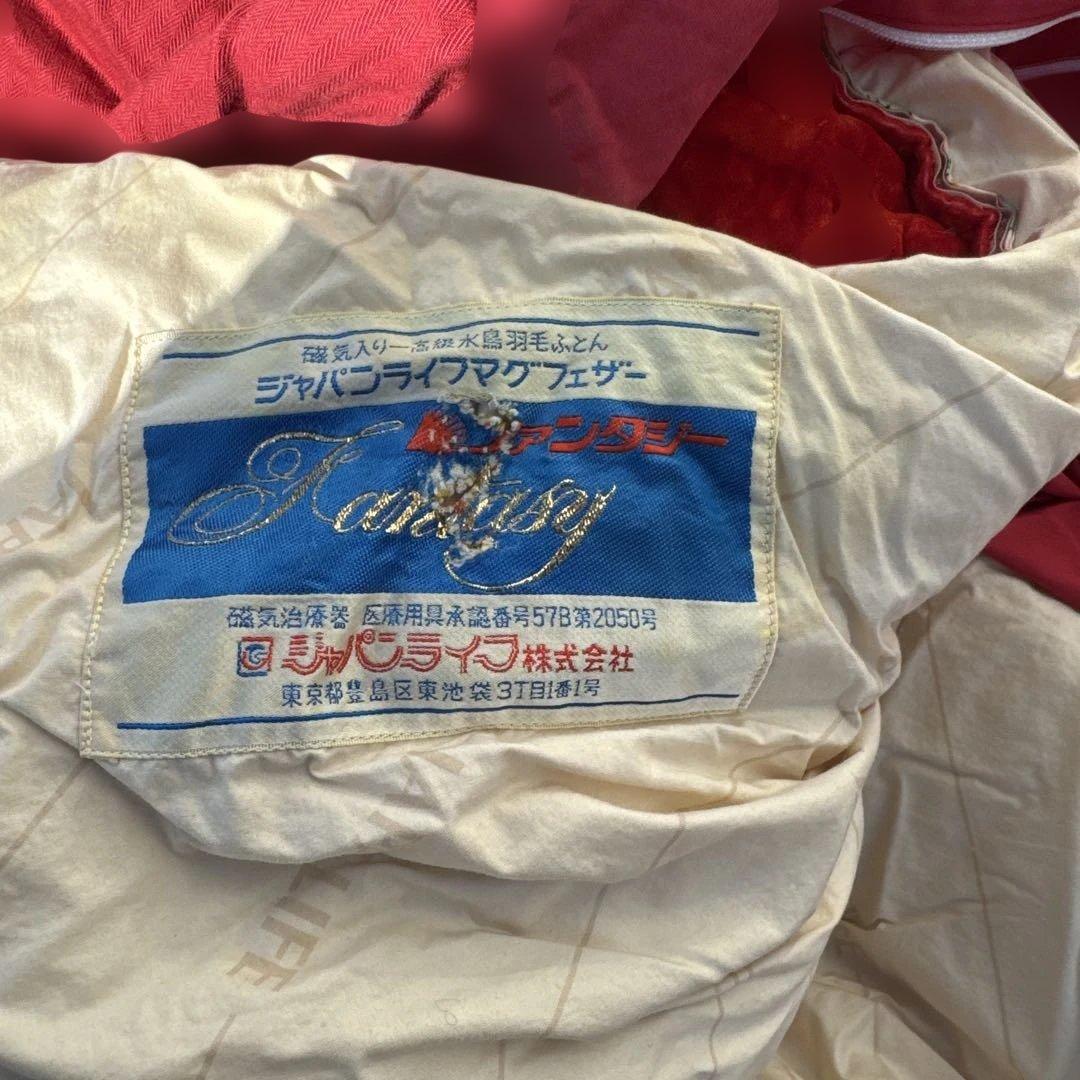 磁気入り－高級水鳥羽毛ふとん
ジャパンライフマグフェザー
ファンタジー
Fantasy
磁気治療器 医療用具承認番号57B第2050号
ジャパンライフ株式会社
東京都豊島区東池袋3丁目1番1号
LIFE